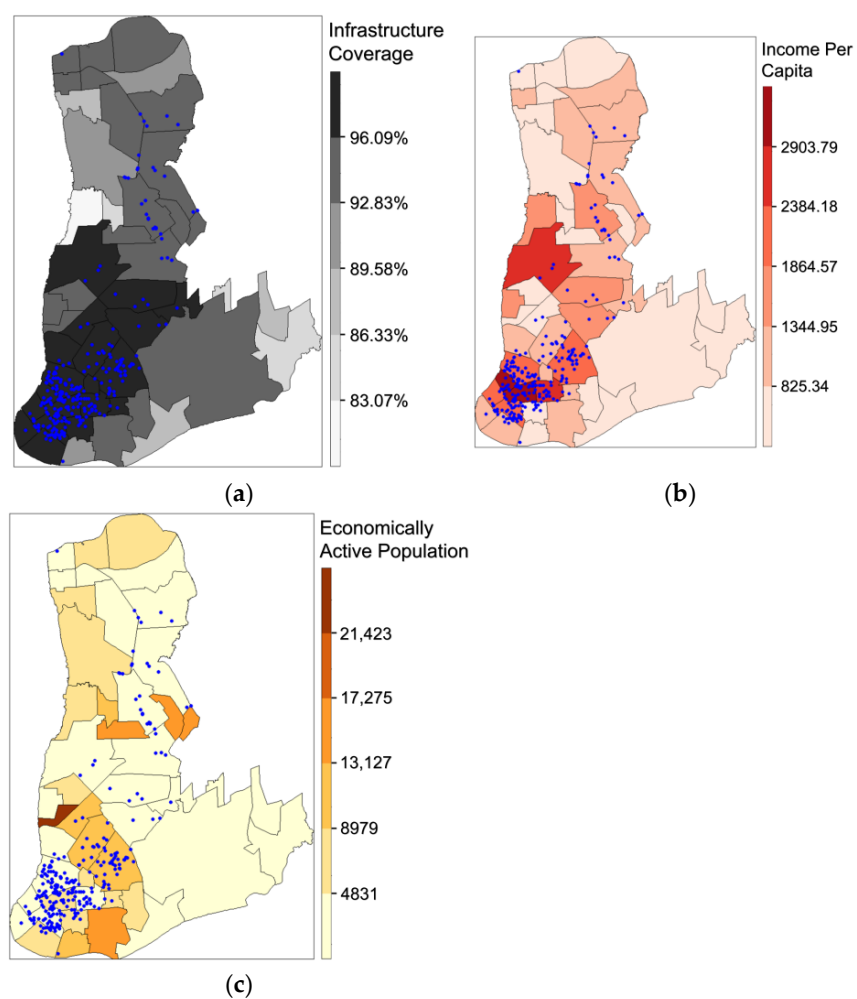 Infrastructure
Coverage
96.09%
92.83%
89.58%
86.33%
83.07%
(a)
Income Per
Capita
2903.79
2384.18
1864.57
1344.95
825.34
(b)
Economically
Active Population
21,423
17,275
13,127
8979
4831
(c)